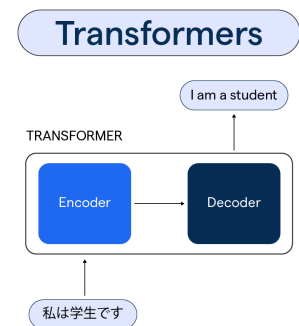 Transformers
I am a student
TRANSFORMER
Encoder
Decoder
私は学生です